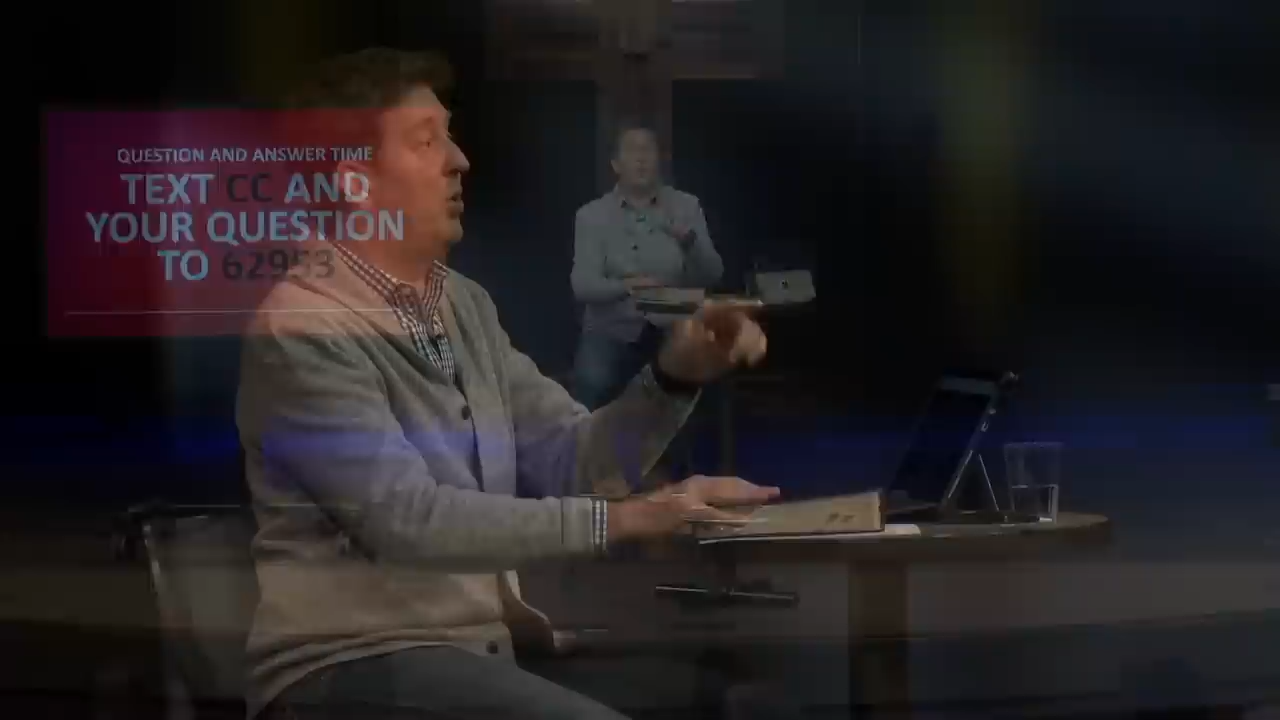 QUESTION AND ANSWER TIME
TEXT CC AND
YOUR QUESTION
TO 62953